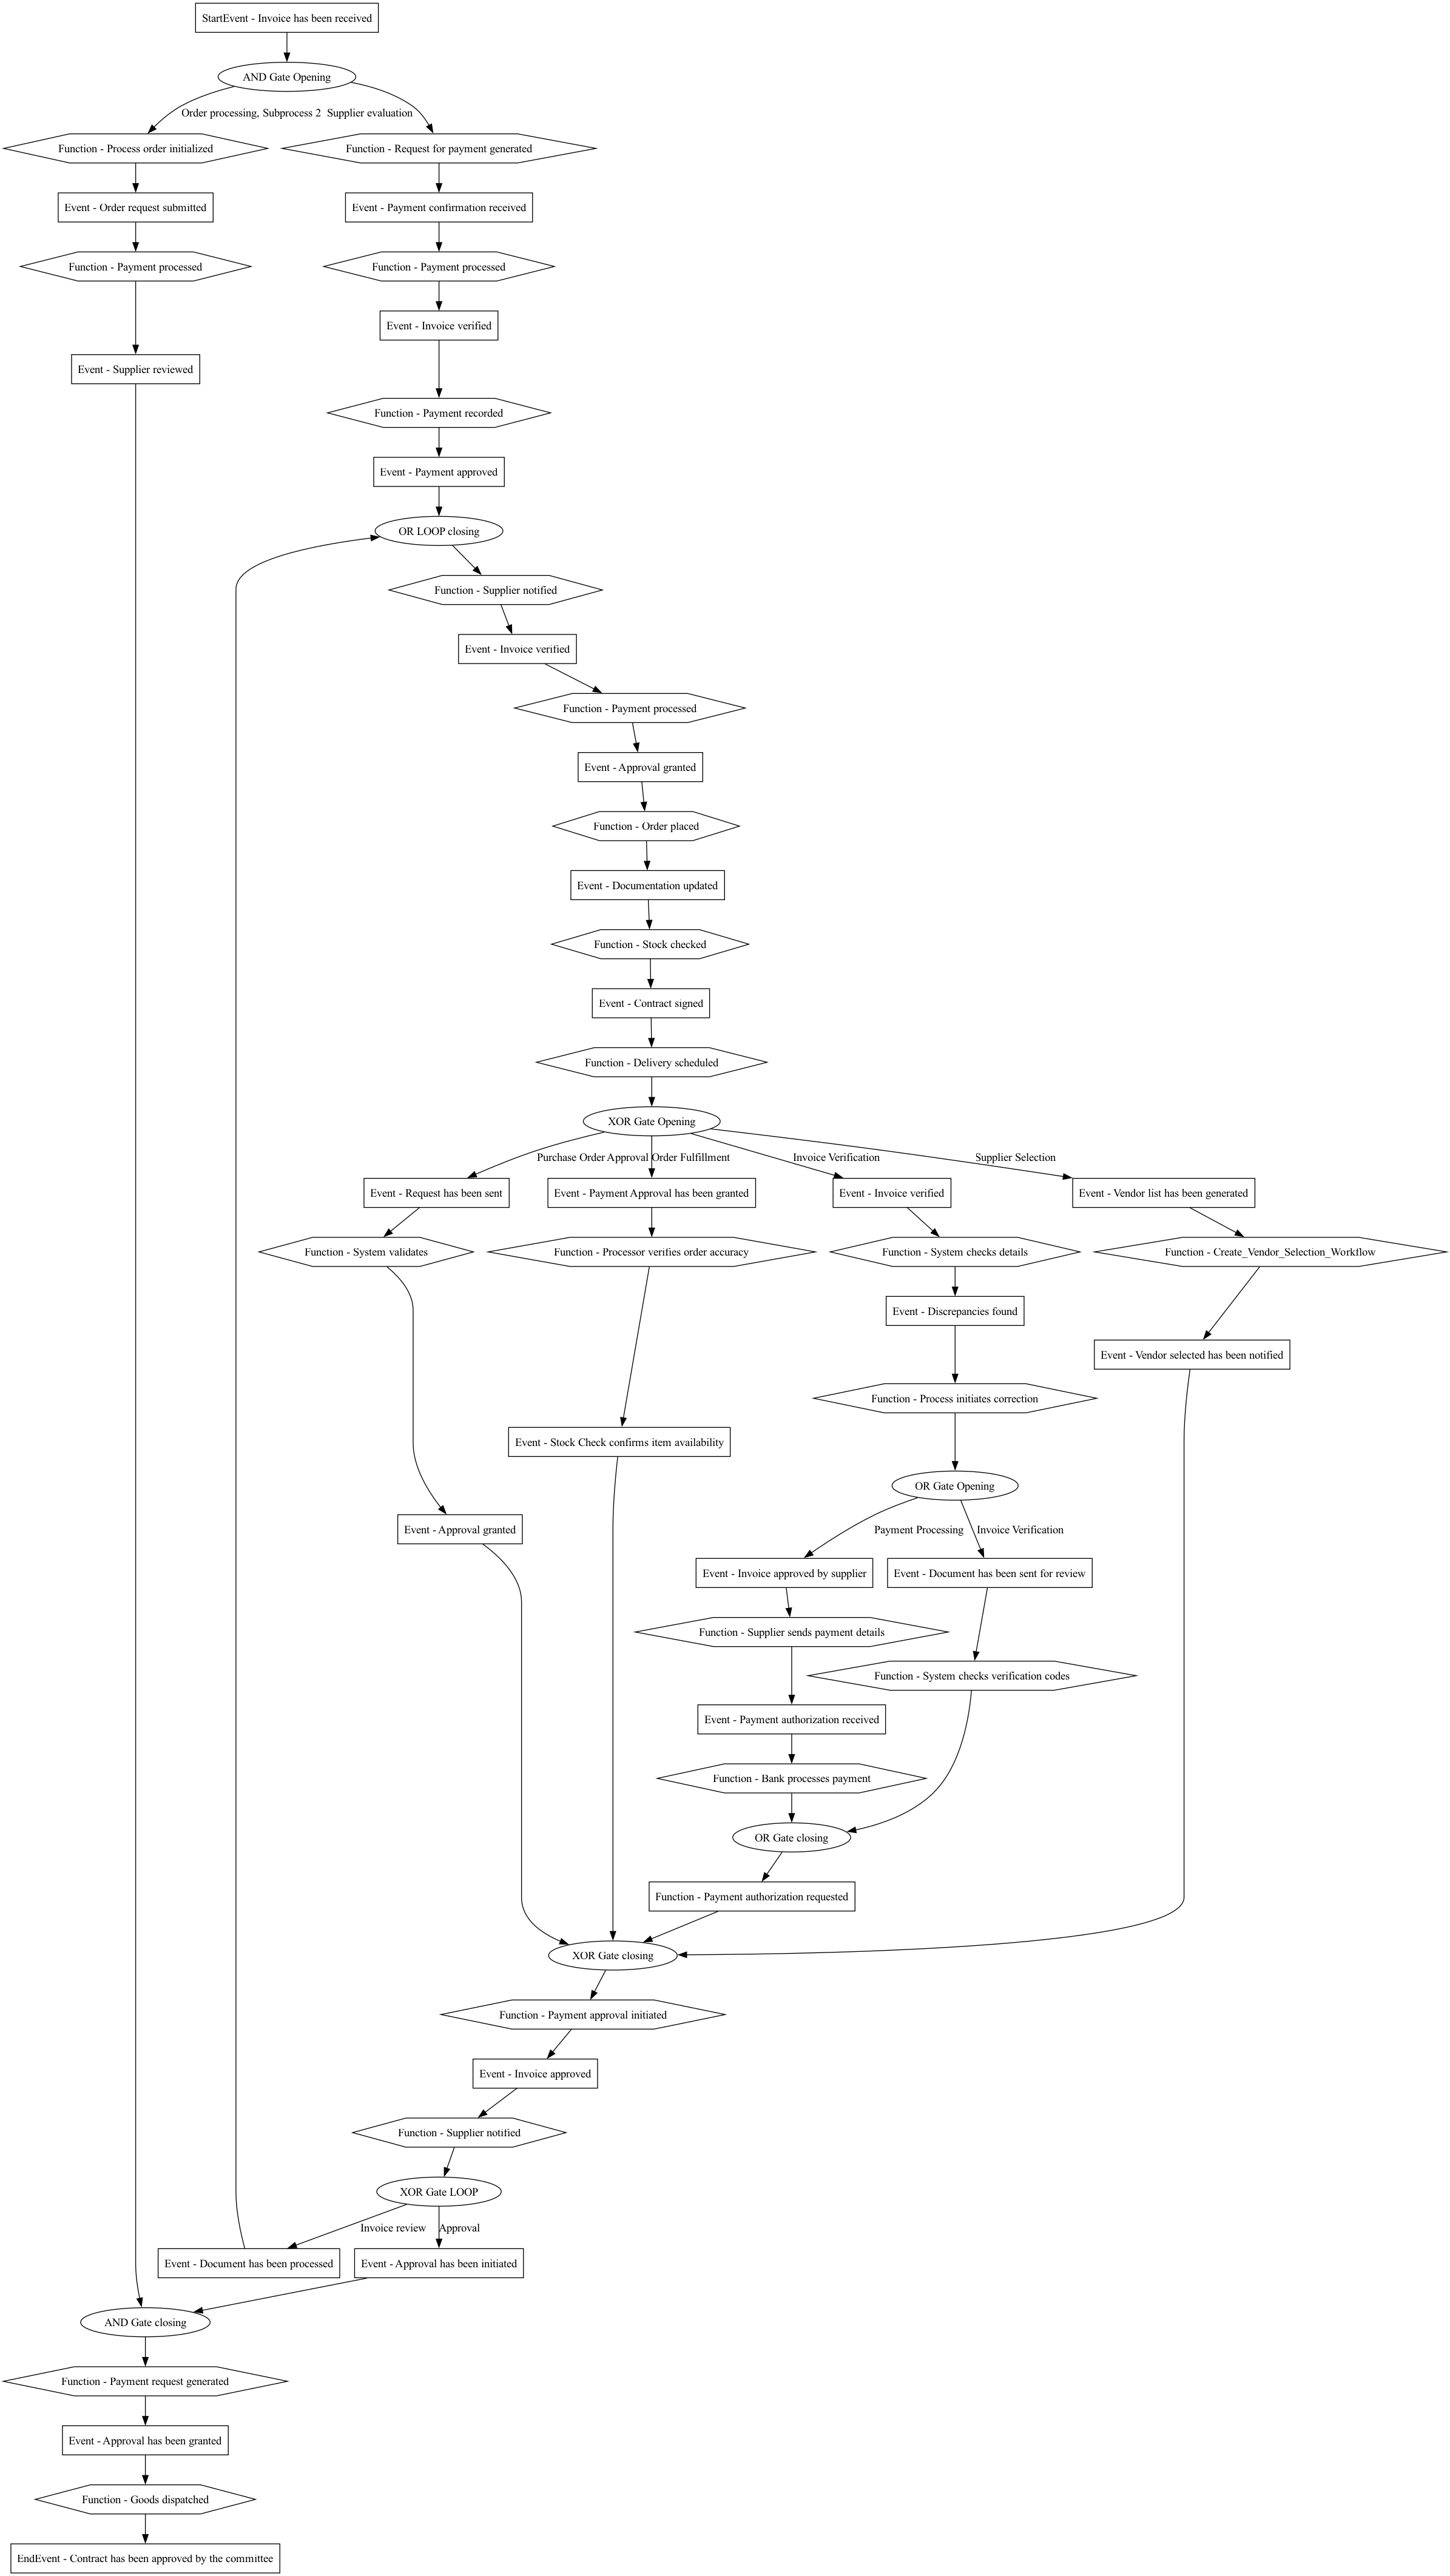 StartEvent - Invoice has been received
AND Gate Opening
Order processing, Subprocess 2  Supplier evaluation
Function - Process order initialized
Function - Request for payment generated
Event - Order request submitted
Event - Payment confirmation received
Function - Payment processed
Function - Payment processed
Event - Invoice verified
Event - Supplier reviewed
Function - Payment recorded
Event - Payment approved
OR LOOP closing
Function - Supplier notified
Event - Invoice verified
Function - Payment processed
Event - Approval granted
Function - Order placed
Event - Documentation updated
Function - Stock checked
Event - Contract signed
Function - Delivery scheduled
XOR Gate Opening
Purchase Order Approval
Order Fulfillment
Invoice Verification
Supplier Selection
Event - Request has been sent
Event - Payment Approval has been granted
Event - Invoice verified
Event - Vendor list has been generated
Function - System validates
Function - Processor verifies order accuracy
Function - System checks details
Function - Create_Vendor_Selection_Workflow
Event - Discrepancies found
Event - Vendor selected has been notified
Function - Process initiates correction
Event - Stock Check confirms item availability
OR Gate Opening
Event - Approval granted
Payment Processing
Invoice Verification
Event - Invoice approved by supplier
Event - Document has been sent for review
Function - Supplier sends payment details
Function - System checks verification codes
Event - Payment authorization received
Function - Bank processes payment
OR Gate closing
Function - Payment authorization requested
XOR Gate closing
Function - Payment approval initiated
Event - Invoice approved
Function - Supplier notified
XOR Gate LOOP
Invoice review
Approval
Event - Document has been processed
Event - Approval has been initiated
AND Gate closing
Function - Payment request generated
Event - Approval has been granted
Function - Goods dispatched
EndEvent - Contract has been approved by the committee